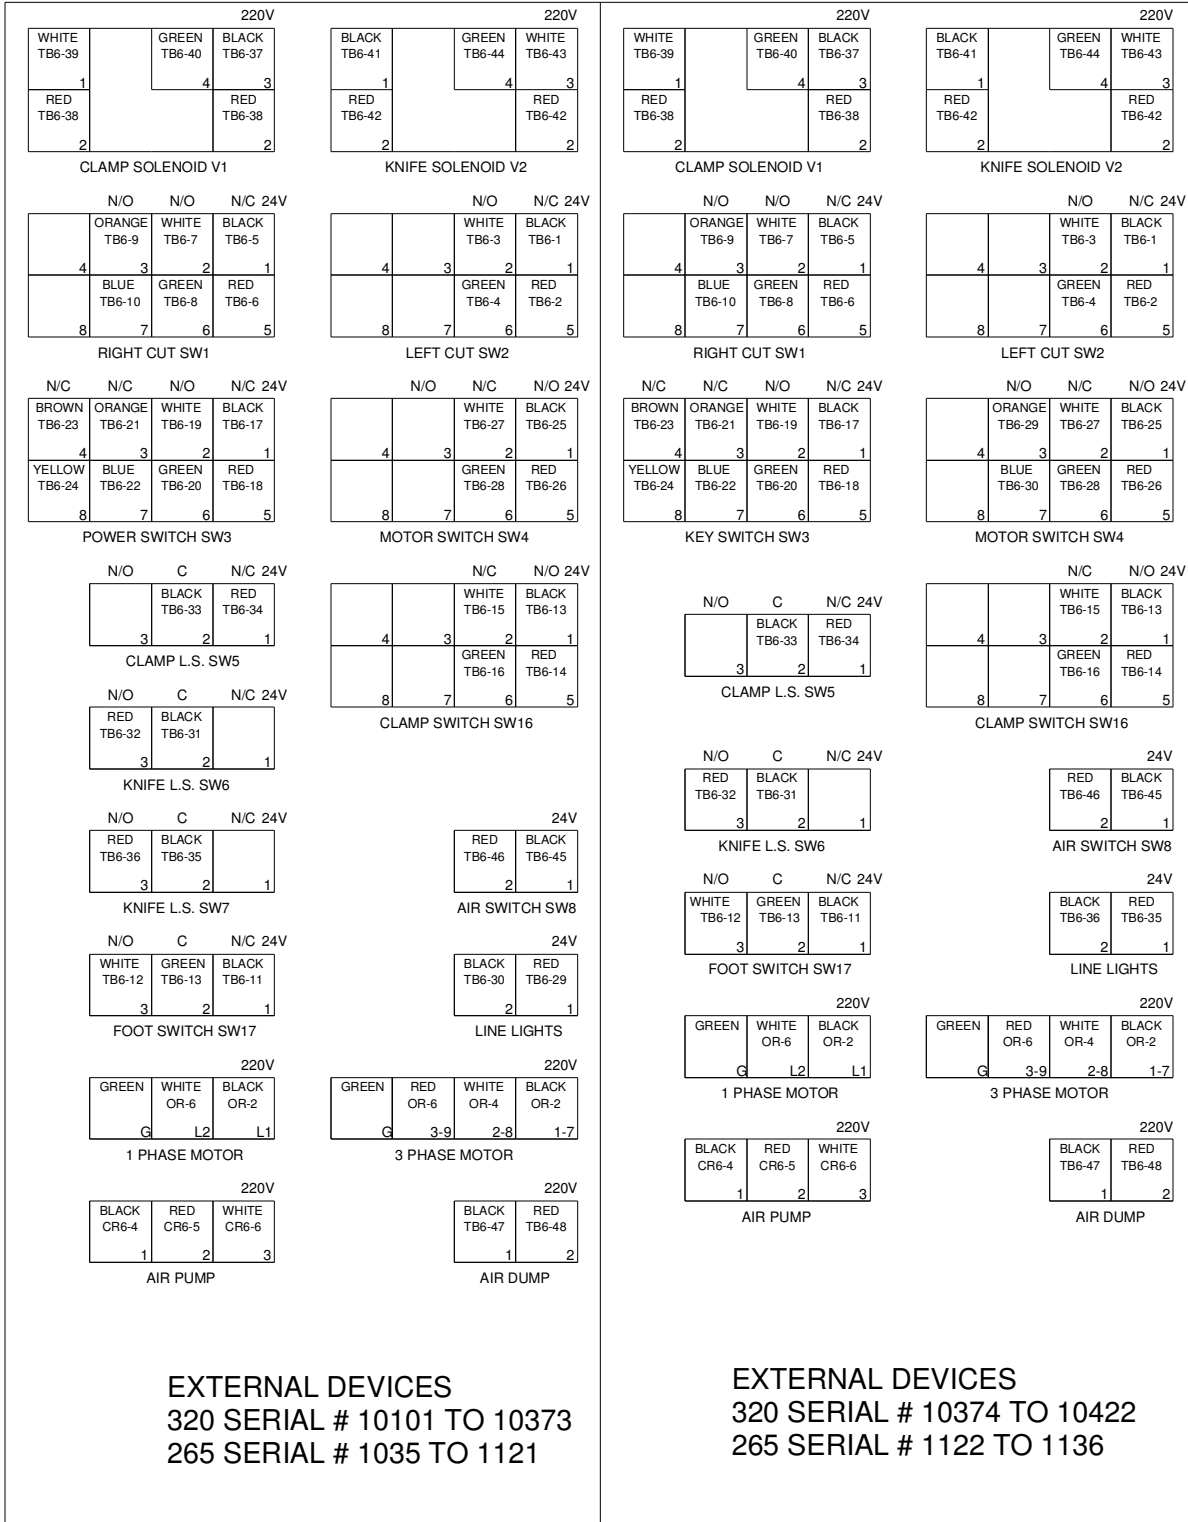 220V
WHITE GREEN BLACK
TB6-39 TB6-40 TB6-37
1 4 3
RED RED
TB6-38 TB6-38
2 2
CLAMP SOLENOID V1
220V
BLACK GREEN WHITE
TB6-41 TB6-44 TB6-43
1 4 3
RED RED
TB6-42 TB6-42
2 2
KNIFE SOLENOID V2
N/O N/O N/C 24V
ORANGE WHITE BLACK
TB6-9 TB6-7 TB6-5
4 3 2 1
BLUE GREEN RED
TB6-10 TB6-8 TB6-6
8 7 6 5
RIGHT CUT SW1
N/O N/C 24V
WHITE BLACK
TB6-3 TB6-1
4 3 2 1
GREEN RED
TB6-4 TB6-2
8 7 6 5
LEFT CUT SW2
N/C N/C N/O N/C 24V
BROWN ORANGE WHITE BLACK
TB6-23 TB6-21 TB6-19 TB6-17
4 3 2 1
YELLOW BLUE GREEN RED
TB6-24 TB6-22 TB6-20 TB6-18
8 7 6 5
POWER SWITCH SW3
N/O N/C N/O 24V
WHITE BLACK
TB6-27 TB6-25
4 3 2 1
GREEN RED
TB6-28 TB6-26
8 7 6 5
MOTOR SWITCH SW4
N/O C N/C 24V
BLACK RED
TB6-33 TB6-34
3 2 1
CLAMP L.S. SW5
N/C N/O 24V
WHITE BLACK
TB6-15 TB6-13
4 3 2 1
GREEN RED
TB6-16 TB6-14
8 7 6 5
CLAMP SWITCH SW16
N/O C N/C 24V
RED BLACK
TB6-32 TB6-31
3 2 1
KNIFE L.S. SW6
N/O C N/C 24V
RED BLACK
TB6-36 TB6-35
3 2 1
KNIFE L.S. SW7
24V
RED BLACK
TB6-46 TB6-45
2 1
AIR SWITCH SW8
N/O C N/C 24V
WHITE GREEN BLACK
TB6-12 TB6-13 TB6-11
3 2 1
FOOT SWITCH SW17
24V
BLACK RED
TB6-30 TB6-29
2 1
LINE LIGHTS
220V
GREEN WHITE BLACK
OR-6 OR-2
G L2 L1
1 PHASE MOTOR
220V
GREEN RED WHITE BLACK
OR-6 OR-4 OR-2
G 3-9 2-8 1-7
3 PHASE MOTOR
220V
BLACK RED WHITE
CR6-4 CR6-5 CR6-6
1 2 3
AIR PUMP
220V
BLACK RED
TB6-47 TB6-48
1 2
AIR DUMP
EXTERNAL DEVICES
320 SERIAL # 10101 TO 10373
265 SERIAL # 1035 TO 1121
220V
WHITE GREEN BLACK
TB6-39 TB6-40 TB6-37
1 4 3
RED RED
TB6-38 TB6-38
2 2
CLAMP SOLENOID V1
220V
BLACK GREEN WHITE
TB6-41 TB6-44 TB6-43
1 4 3
RED RED
TB6-42 TB6-42
2 2
KNIFE SOLENOID V2
N/O N/O N/C 24V
ORANGE WHITE BLACK
TB6-9 TB6-7 TB6-5
4 3 2 1
BLUE GREEN RED
TB6-10 TB6-8 TB6-6
8 7 6 5
RIGHT CUT SW1
N/O N/C 24V
WHITE BLACK
TB6-3 TB6-1
4 3 2 1
GREEN RED
TB6-4 TB6-2
8 7 6 5
LEFT CUT SW2
N/C N/C N/O N/C 24V
BROWN ORANGE WHITE BLACK
TB6-23 TB6-21 TB6-19 TB6-17
4 3 2 1
YELLOW BLUE GREEN RED
TB6-24 TB6-22 TB6-20 TB6-18
8 7 6 5
KEY SWITCH SW3
N/O N/C N/O 24V
ORANGE WHITE BLACK
TB6-29 TB6-27 TB6-25
4 3 2 1
BLUE GREEN RED
TB6-30 TB6-28 TB6-26
8 7 6 5
MOTOR SWITCH SW4
N/O C N/C 24V
BLACK RED
TB6-33 TB6-34
3 2 1
CLAMP L.S. SW5
N/C N/O 24V
WHITE BLACK
TB6-15 TB6-13
4 3 2 1
GREEN RED
TB6-16 TB6-14
8 7 6 5
CLAMP SWITCH SW16
N/O C N/C 24V
RED BLACK
TB6-32 TB6-31
3 2 1
KNIFE L.S. SW6
24V
RED BLACK
TB6-46 TB6-45
2 1
AIR SWITCH SW8
N/O C N/C 24V
WHITE GREEN BLACK
TB6-12 TB6-13 TB6-11
3 2 1
FOOT SWITCH SW17
24V
BLACK RED
TB6-36 TB6-35
2 1
LINE LIGHTS
220V
GREEN WHITE BLACK
OR-6 OR-2
G L2 L1
1 PHASE MOTOR
220V
GREEN RED WHITE BLACK
OR-6 OR-4 OR-2
G 3-9 2-8 1-7
3 PHASE MOTOR
220V
BLACK RED WHITE
CR6-4 CR6-5 CR6-6
1 2 3
AIR PUMP
220V
BLACK RED
TB6-47 TB6-48
1 2
AIR DUMP
EXTERNAL DEVICES
320 SERIAL # 10374 TO 10422
265 SERIAL # 1122 TO 1136